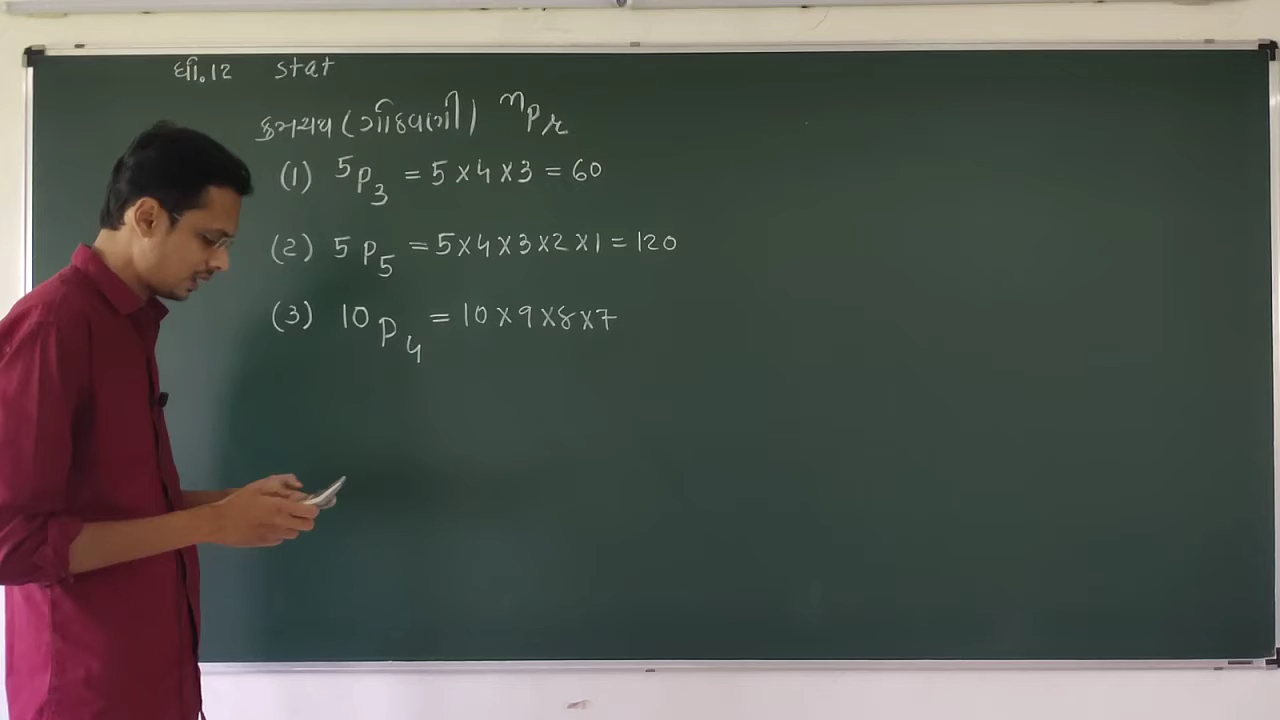 ધો.12 stat
ક્રમચય (ગોઠવણી) ⁿPr
(1) ⁵P₃ = 5×4×3 = 60
(2) 5P₅ = 5×4×3×2×1 = 120
(3) 10P₄ = 10×9×8×7